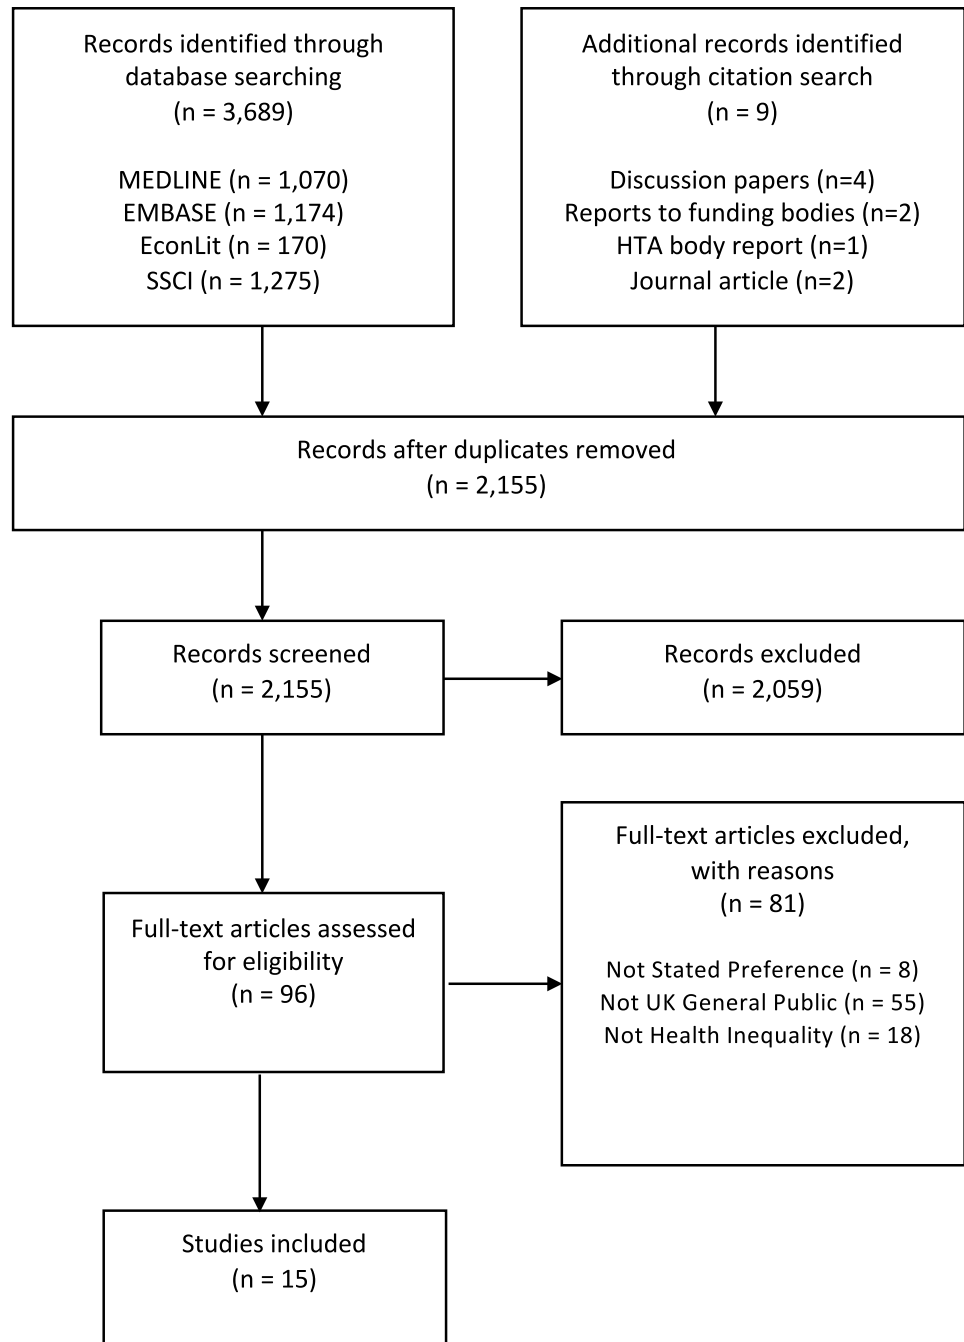 Records identified through
database searching
(n = 3,689)
MEDLINE (n = 1,070)
EMBASE (n = 1,174)
EconLit (n = 170)
SSCI (n = 1,275)
Additional records identified
through citation search
(n = 9)
Discussion papers (n=4)
Reports to funding bodies (n=2)
HTA body report (n=1)
Journal article (n=2)
Records after duplicates removed
(n = 2,155)
Records screened
(n = 2,155)
Records excluded
(n = 2,059)
Full-text articles assessed
for eligibility
(n = 96)
Full-text articles excluded,
with reasons
(n = 81)
Not Stated Preference (n = 8)
Not UK General Public (n = 55)
Not Health Inequality (n = 18)
Studies included
(n = 15)